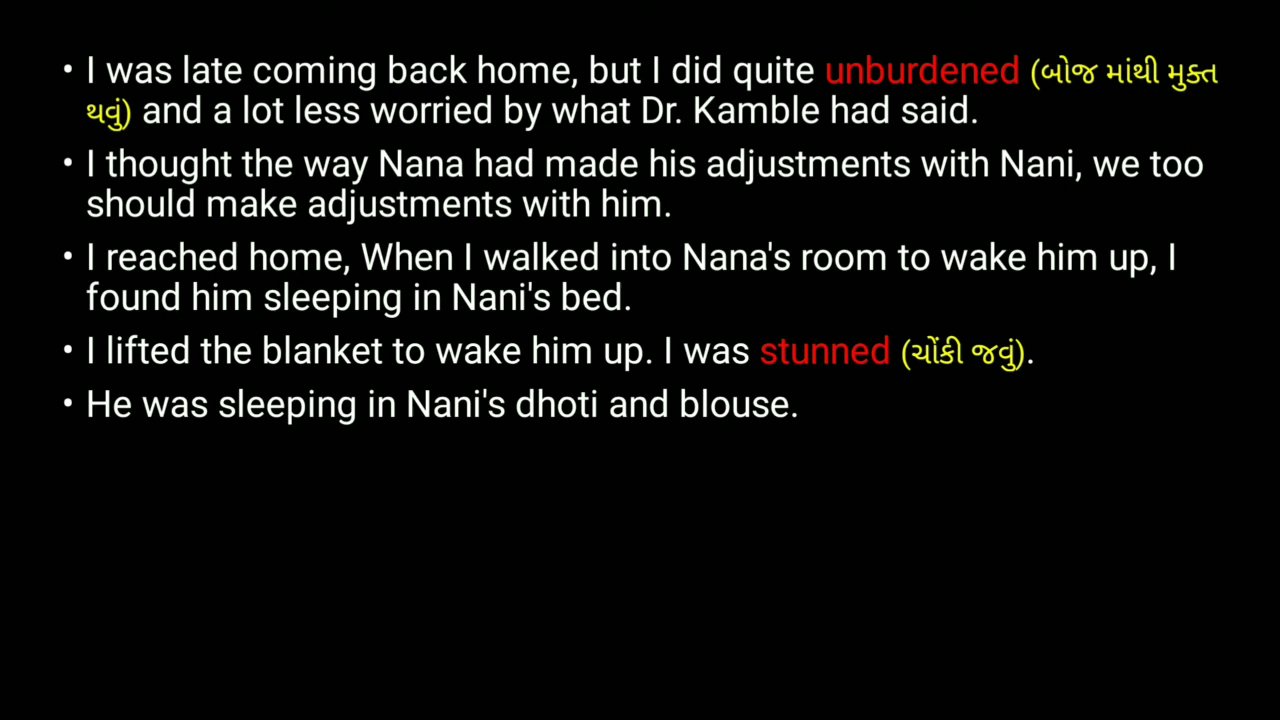 • I was late coming back home, but I did quite unburdened (બોજ માંથી મુક્ત
થવું) and a lot less worried by what Dr. Kamble had said.
• I thought the way Nana had made his adjustments with Nani, we too
should make adjustments with him.
• I reached home, When I walked into Nana's room to wake him up, I
found him sleeping in Nani's bed.
• I lifted the blanket to wake him up. I was stunned (ચોંકી જવું).
• He was sleeping in Nani's dhoti and blouse.